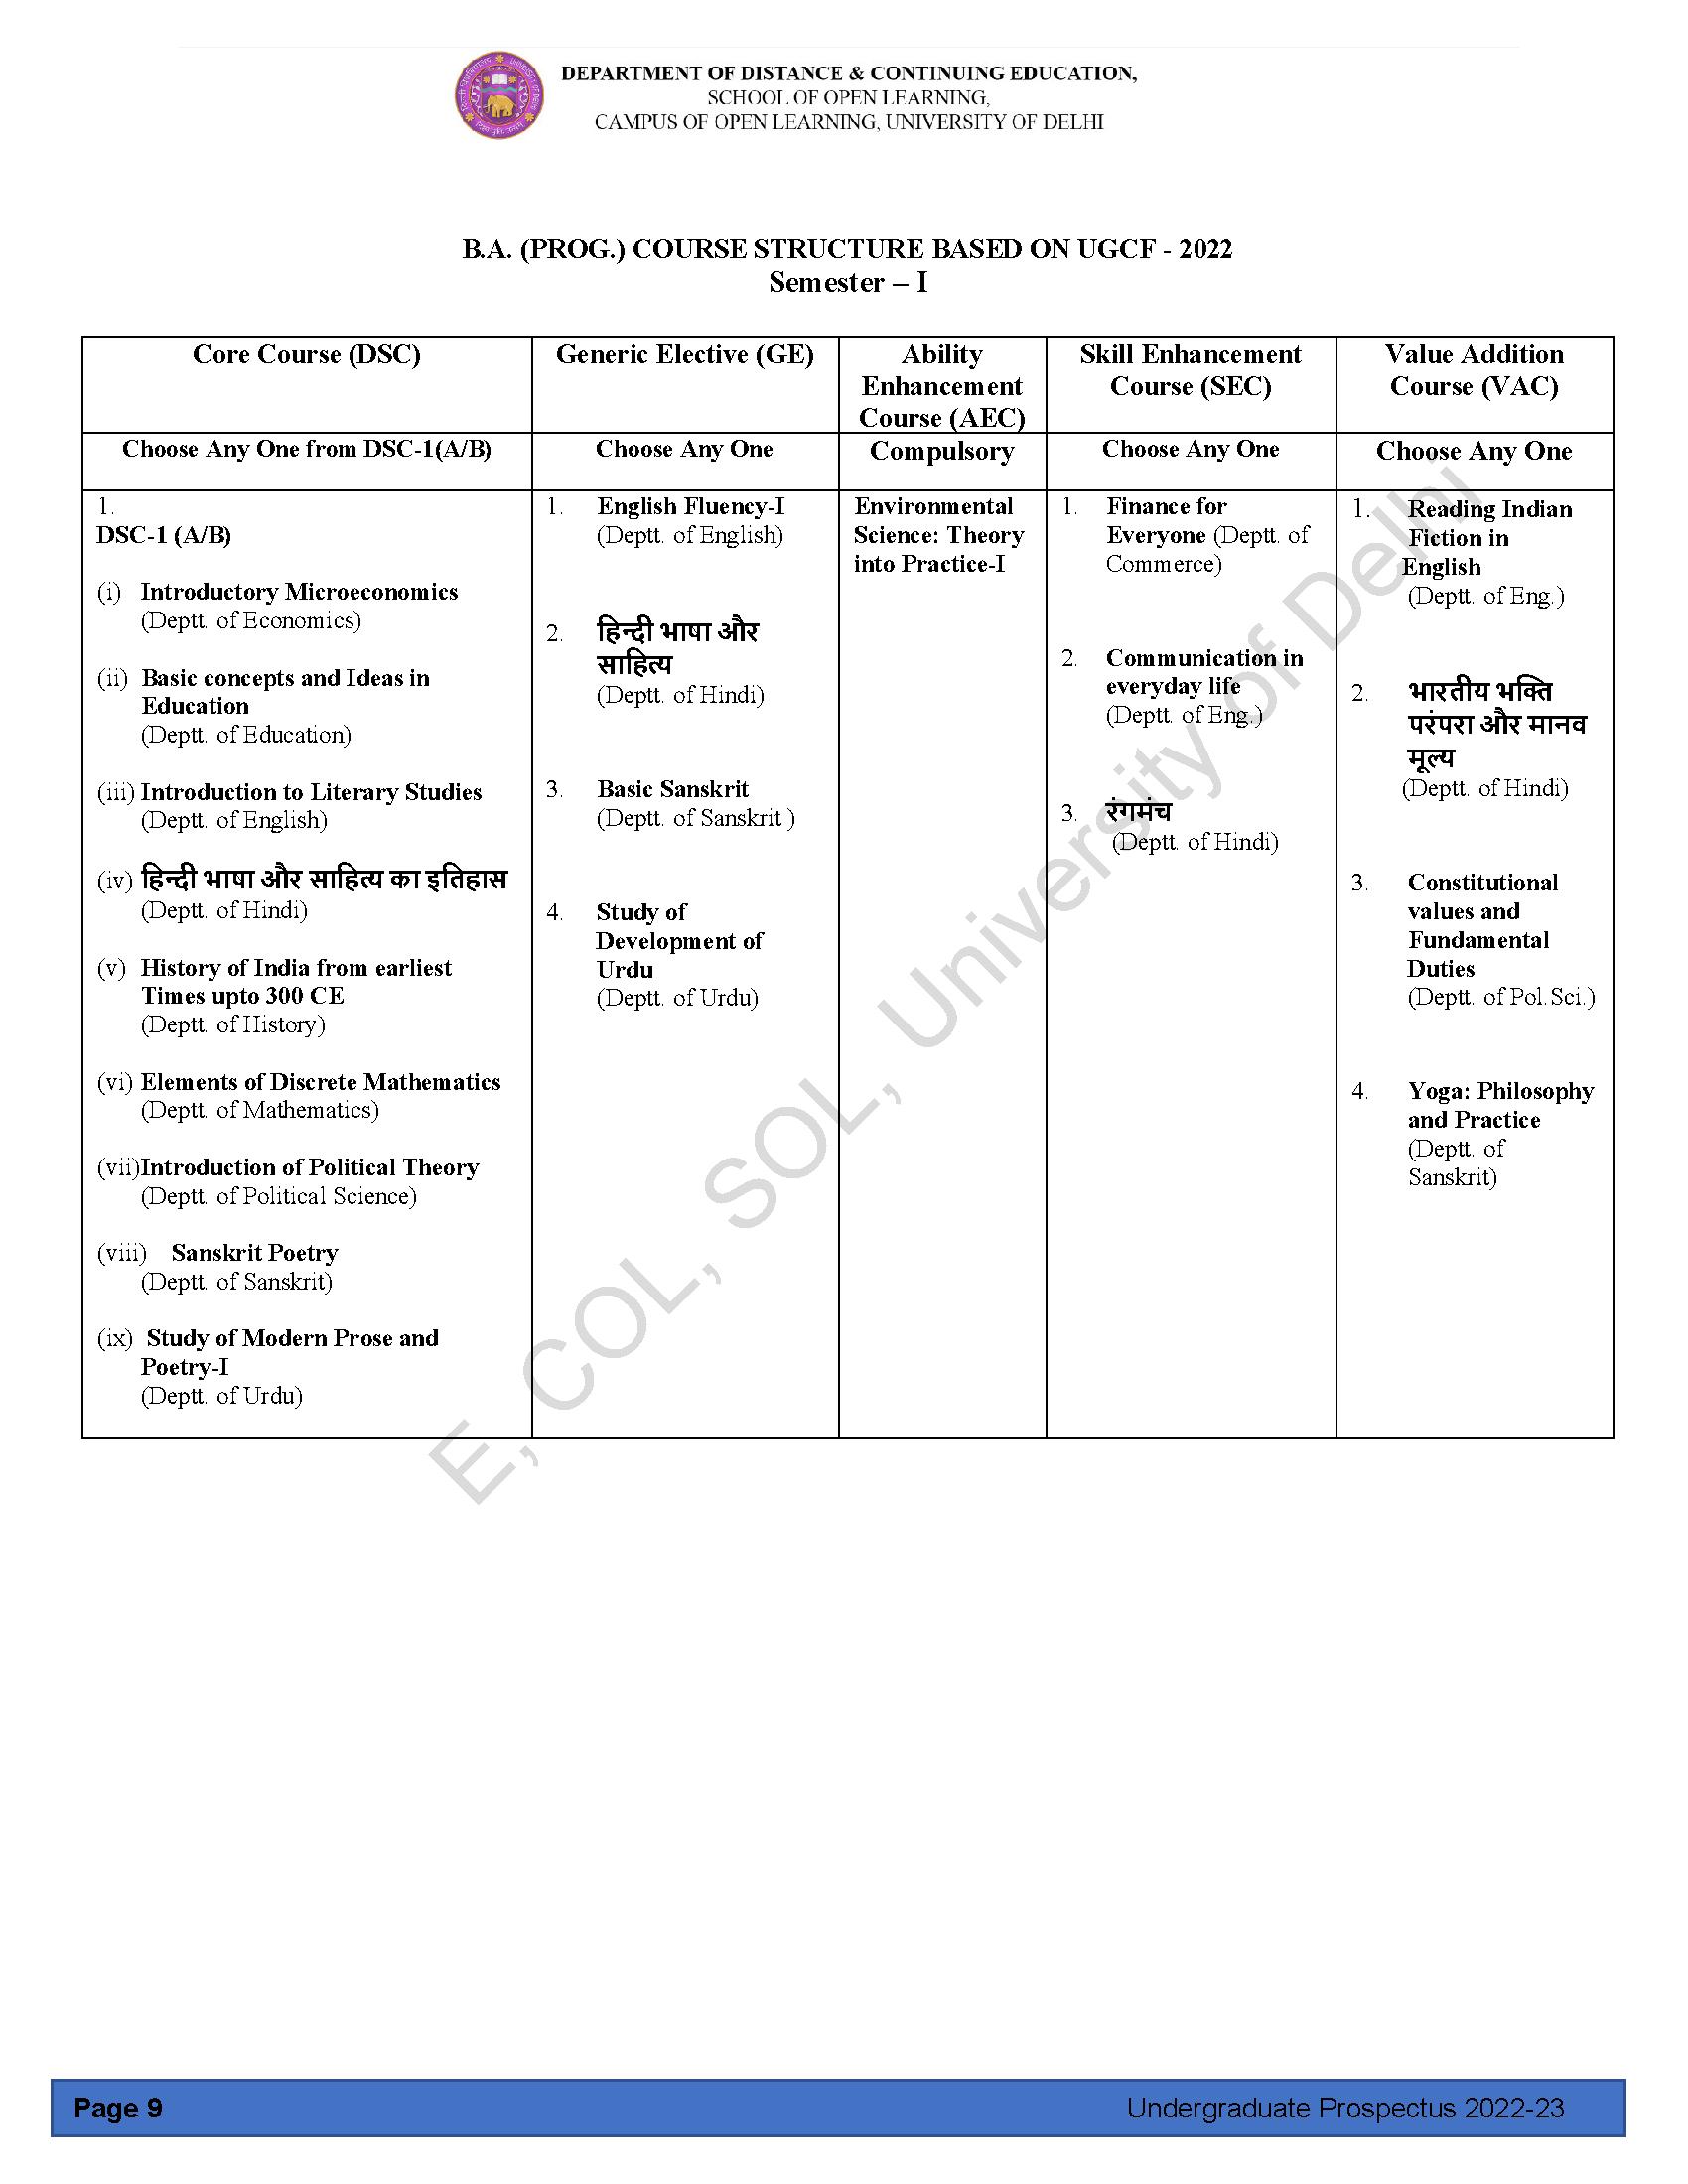 DEPARTMENT OF DISTANCE & CONTINUING EDUCATION,
SCHOOL OF OPEN LEARNING,
CAMPUS OF OPEN LEARNING, UNIVERSITY OF DELHI
B.A. (PROG.) COURSE STRUCTURE BASED ON UGCF - 2022
Semester – I
Core Course (DSC)
Generic Elective (GE)
Ability
Enhancement
Course (AEC)
Skill Enhancement
Course (SEC)
Value Addition
Course (VAC)
Choose Any One from DSC-1(A/B)
Choose Any One
Compulsory
Choose Any One
Choose Any One
1.
DSC-1 (A/B)
(i) Introductory Microeconomics
(Deptt. of Economics)
(ii) Basic concepts and Ideas in
Education
(Deptt. of Education)
(iii) Introduction to Literary Studies
(Deptt. of English)
(iv) हिन्दी भाषा और साहित्य का इतिहास
(Deptt. of Hindi)
(v) History of India from earliest
Times upto 300 CE
(Deptt. of History)
(vi) Elements of Discrete Mathematics
(Deptt. of Mathematics)
(vii)Introduction of Political Theory
(Deptt. of Political Science)
(viii) Sanskrit Poetry
(Deptt. of Sanskrit)
(ix) Study of Modern Prose and
Poetry-I
(Deptt. of Urdu)
1. English Fluency-I
(Deptt. of English)
2. हिन्दी भाषा और
साहित्य
(Deptt. of Hindi)
3. Basic Sanskrit
(Deptt. of Sanskrit )
4. Study of
Development of
Urdu
(Deptt. of Urdu)
Environmental
Science: Theory
into Practice-I
1. Finance for
Everyone (Deptt. of
Commerce)
2. Communication in
everyday life
(Deptt. of Eng.)
3. रंगमंच
(Deptt. of Hindi)
1. Reading Indian
Fiction in
English
(Deptt. of Eng.)
2. भारतीय भक्ति
परंपरा और मानव
मूल्य
(Deptt. of Hindi)
3. Constitutional
values and
Fundamental
Duties
(Deptt. of Pol.Sci.)
4. Yoga: Philosophy
and Practice
(Deptt. of
Sanskrit)
E, COL, SOL, University of Delhi
Page 9
Undergraduate Prospectus 2022-23